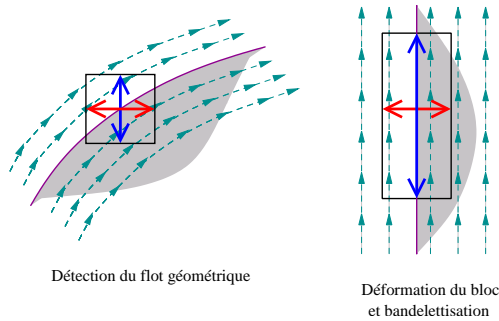 Détection du flot géométrique
Déformation du bloc
et bandelettisation